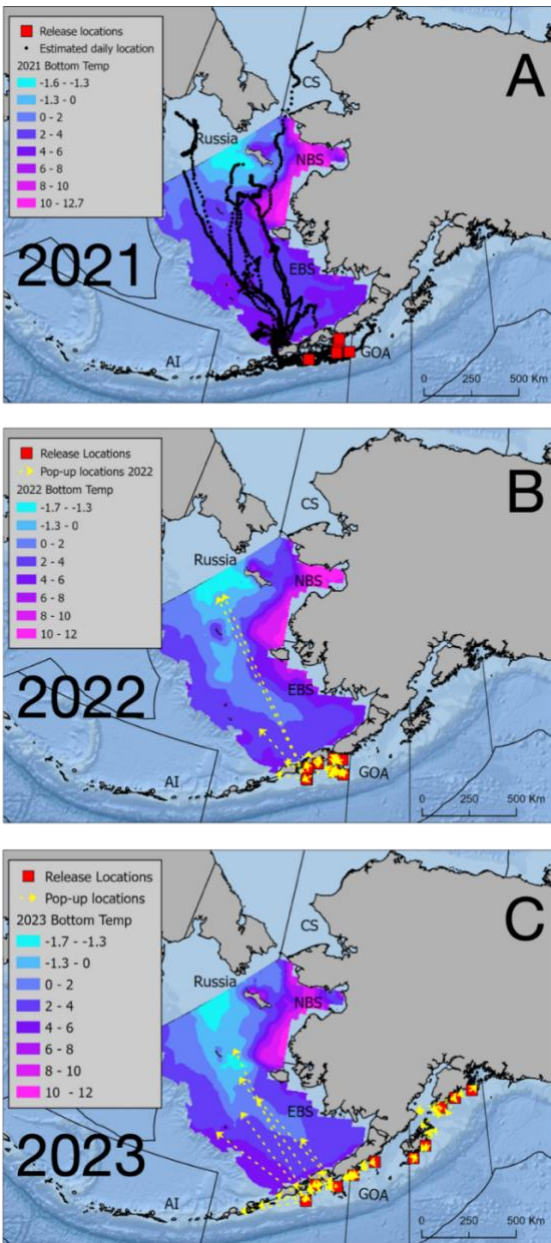 A
Release locations
Estimated daily location
2021 Bottom Temp
-1.6 - -1.3
-1.3 - 0
0 - 2
2 - 4
4 - 6
6 - 8
8 - 10
10 - 12.7
CS
Russia
NBS
2021
EBS
AI
GOA
0 250 500 Km
B
Release Locations
Pop-up locations 2022
2022 Bottom Temp
-1.7 - -1.3
-1.3 - 0
0 - 2
2 - 4
4 - 6
6 - 8
8 - 10
10 - 12
CS
Russia
NBS
2022
EBS
AI
GOA
0 250 500 Km
C
Release Locations
Pop-up locations
2023 Bottom Temp
-1.7 - -1.3
-1.3 - 0
0 - 2
2 - 4
4 - 6
6 - 8
8 - 10
10 - 12
CS
Russia
NBS
2023
EBS
AI
GOA
0 250 500 Km